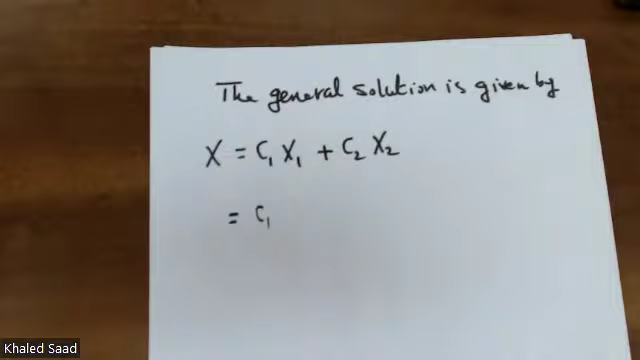 The general solution is given by
X = C₁ X₁ + C₂ X₂
= C₁
Khaled Saad